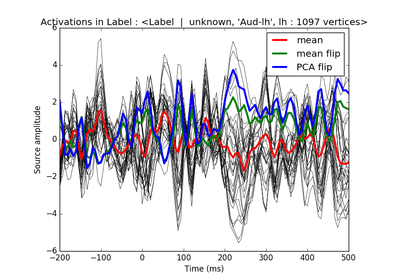 Activations in Label : <Label | unknown, 'Aud-lh', lh : 1097 vertices>
6
4
2
0
−2
−4
−6
Source amplitude
mean
mean flip
PCA flip
−200 −100 0 100 200 300 400 500
Time (ms)